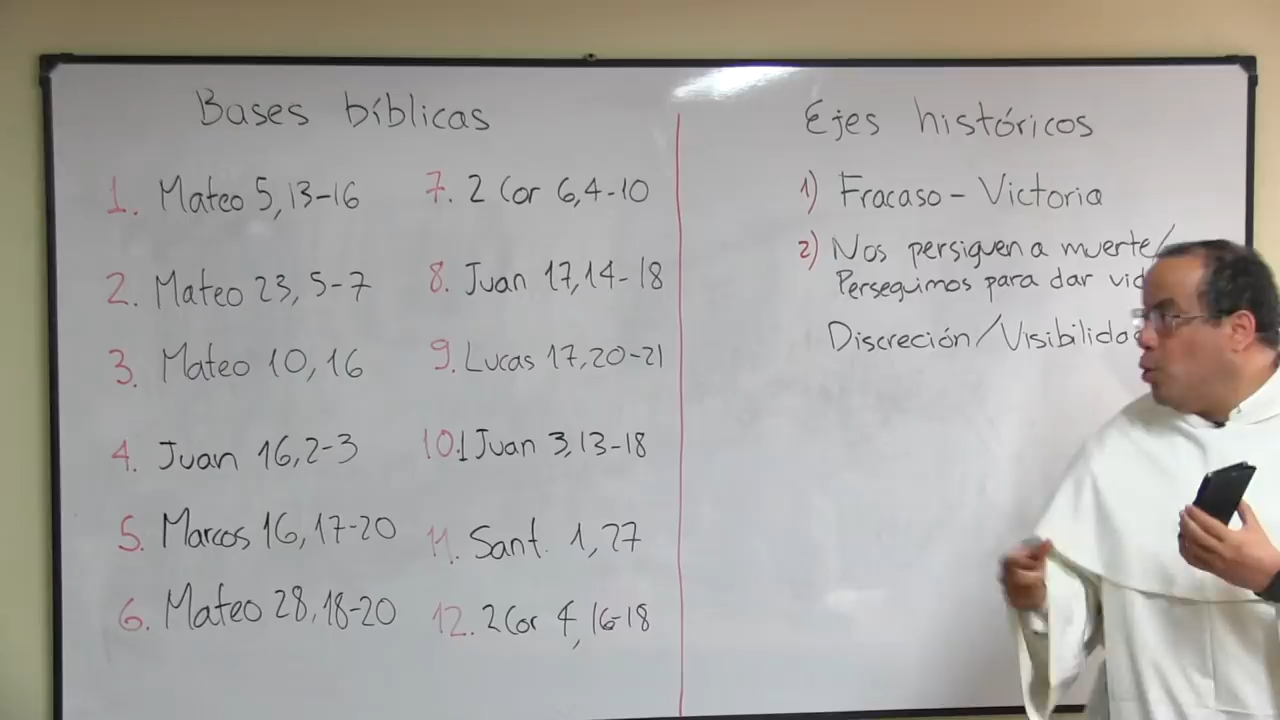 Bases bíblicas
1. Mateo 5,13-16
2. Mateo 23, 5-7
3. Mateo 10, 16
4. Juan 16,2-3
5. Marcos 16, 17-20
6. Mateo 28,18-20
7. 2 Cor 6,4-10
8. Juan 17,14-18
9. Lucas 17,20-21
10. 1 Juan 3,13-18
11. Sant. 1,27
12. 2 Cor 4,16-18
Ejes históricos
1) Fracaso - Victoria
2) Nos persiguen a muerte/
Perseguimos para dar
Discreción/